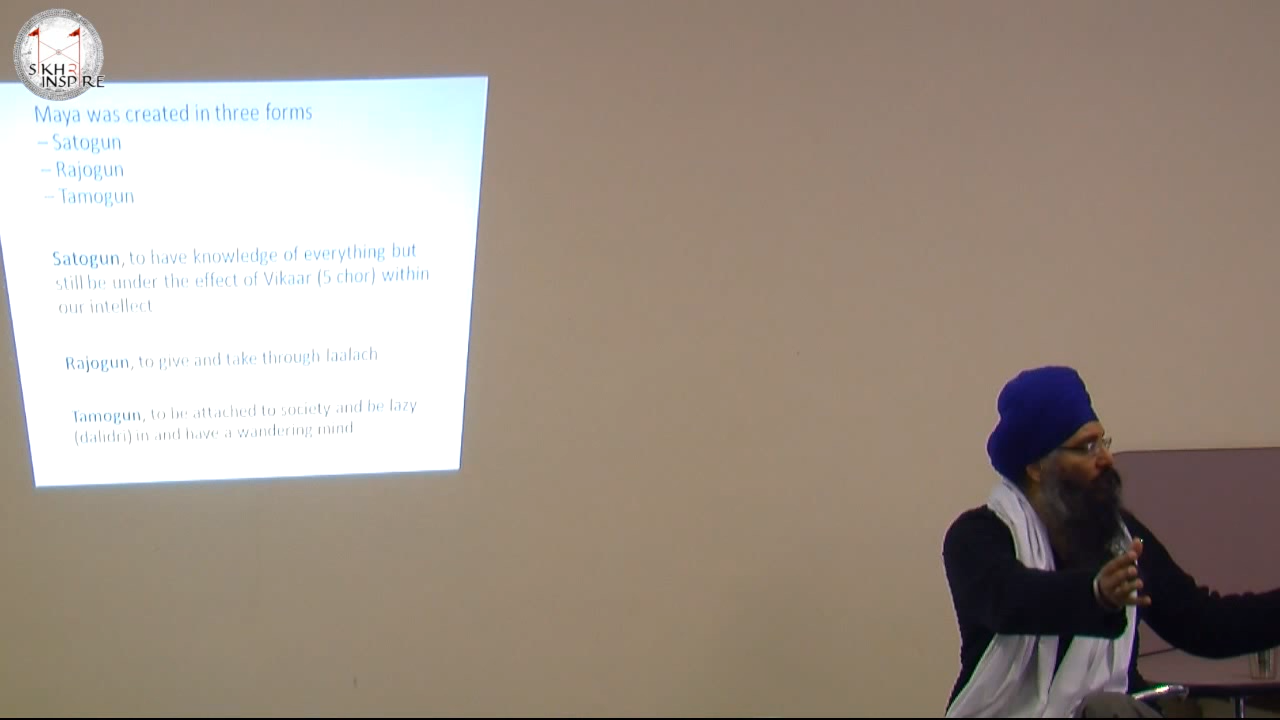 SIKHR
INSPIRE
Maya was created in three forms
– Satogun
– Rajogun
– Tamogun
Satogun, to have knowledge of everything but
still be under the effect of Vikaar (5 chor) within
our intellect
Rajogun, to give and take through laalach
Tamogun, to be attached to society and be lazy
(dalidri) in and have a wandering mind